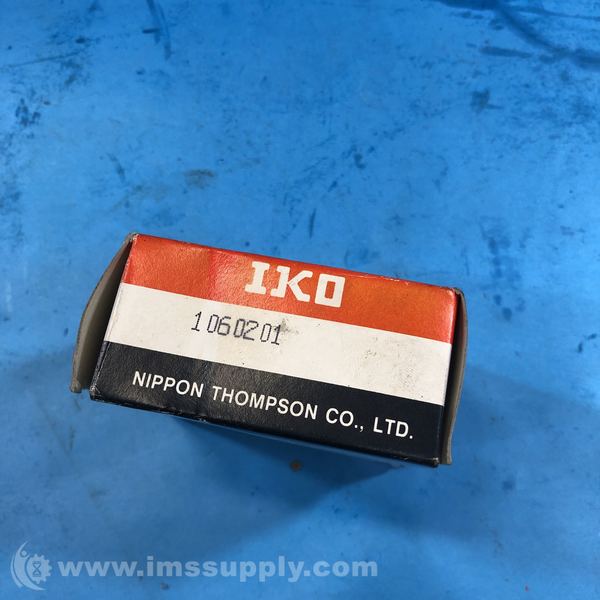 IKO
1060201
NIPPON THOMPSON CO., LTD.
www.imssupply.com